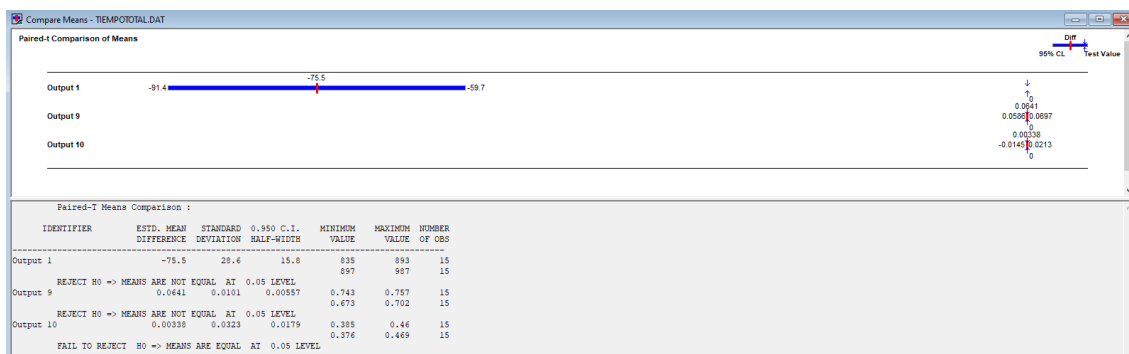 Compare Means - TIEMPOTOTAL.DAT
Paired-t Comparison of Means
Diff
95% CL Test Value
-75.5
Output 1 -91.4 -59.7
0
0.0641
Output 9 0.0586 0.0697
0
0.00338
Output 10 -0.0145 0.0213
0
Paired-T Means Comparison :
IDENTIFIER ESTD. MEAN STANDARD 0.950 C.I. MINIMUM MAXIMUM NUMBER
DIFFERENCE DEVIATION HALF-WIDTH VALUE VALUE OF OBS
Output 1 -75.5 28.6 15.8 835 893 15
897 987 15
REJECT H0 => MEANS ARE NOT EQUAL AT 0.05 LEVEL
Output 9 0.0641 0.0101 0.00557 0.743 0.757 15
0.673 0.702 15
REJECT H0 => MEANS ARE NOT EQUAL AT 0.05 LEVEL
Output 10 0.00338 0.0323 0.0179 0.385 0.46 15
0.376 0.469 15
FAIL TO REJECT H0 => MEANS ARE EQUAL AT 0.05 LEVEL